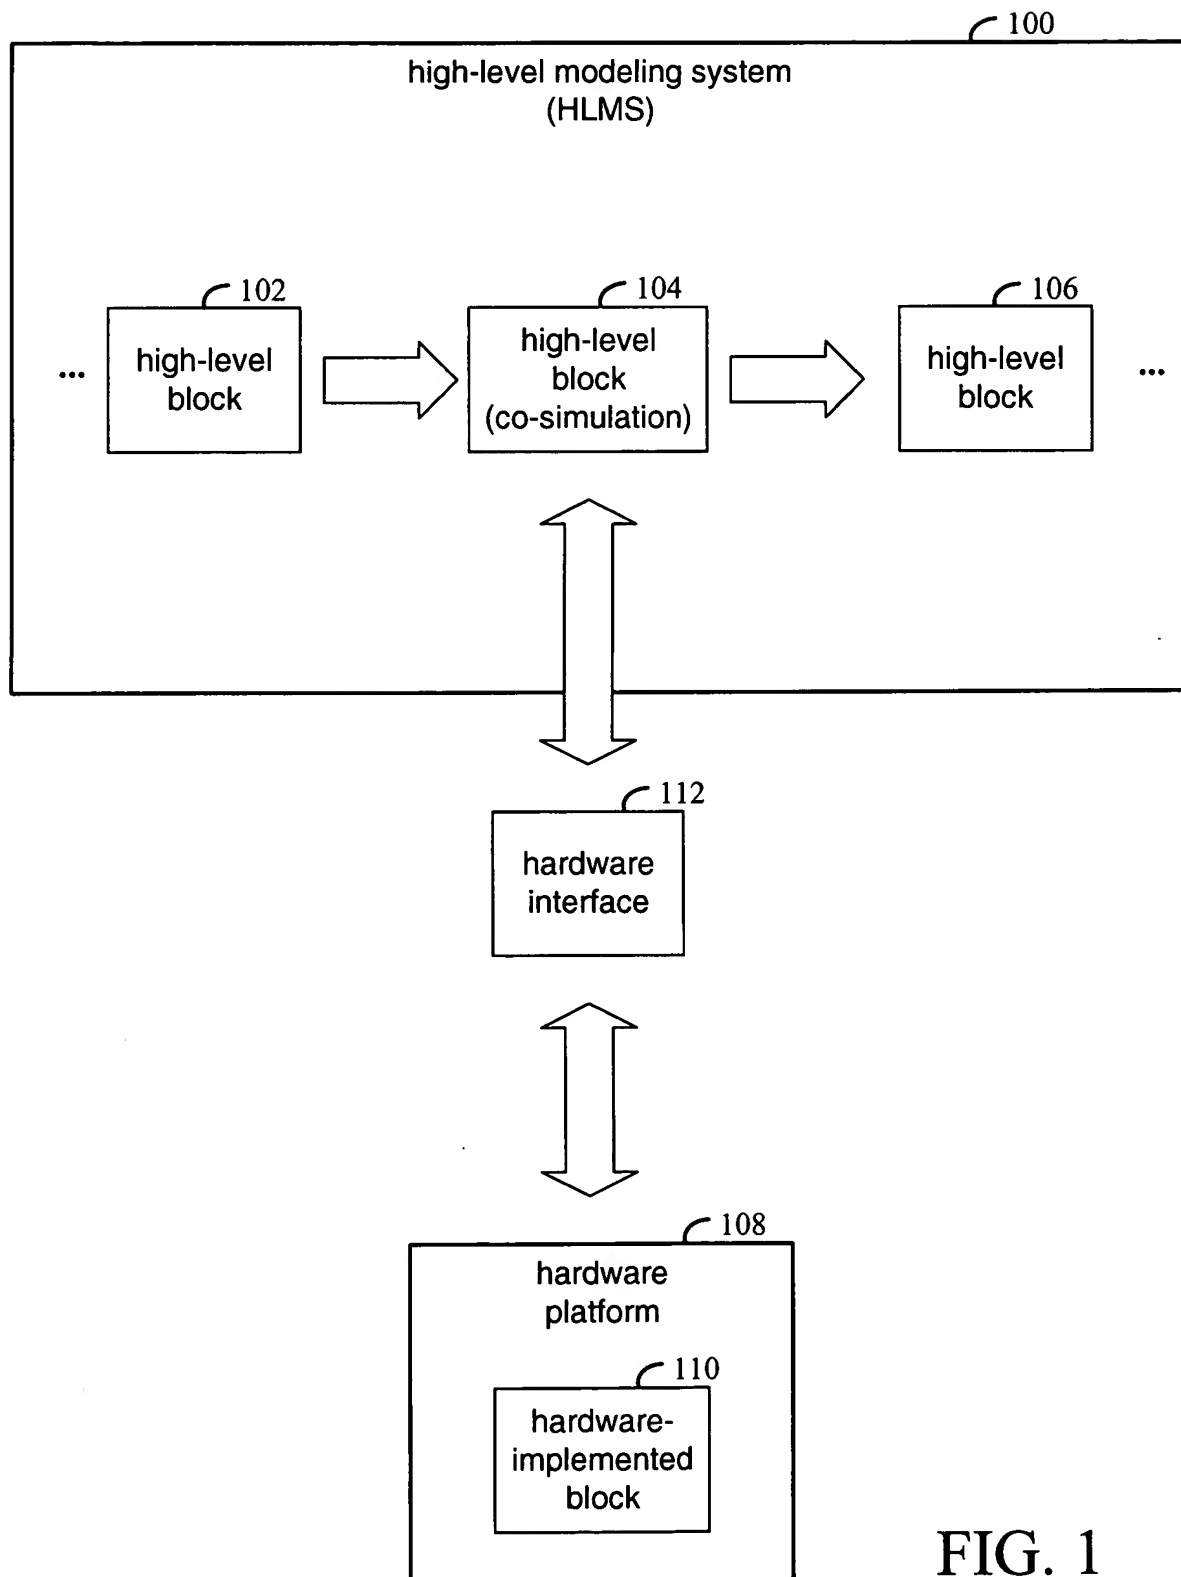 100
high-level modeling system
(HLMS)
102
104
106
...
high-level
block
high-level
block
(co-simulation)
high-level
block
...
112
hardware
interface
108
hardware
platform
110
hardware-
implemented
block
FIG. 1